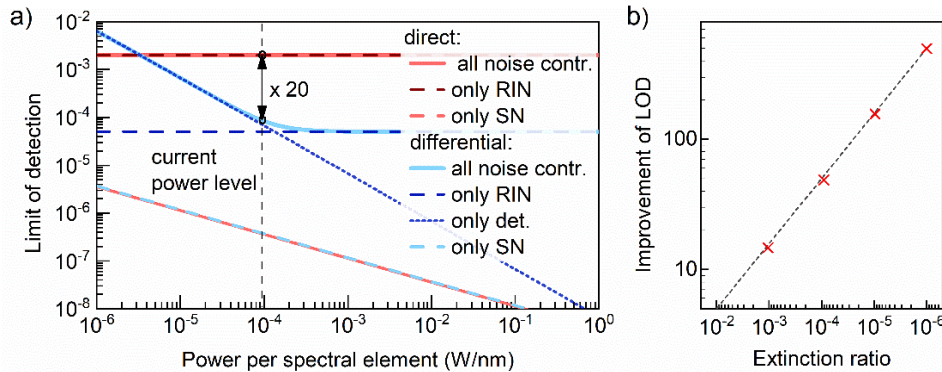 a)
Limit of detection
10⁻²
10⁻³
10⁻⁴
10⁻⁵
10⁻⁶
10⁻⁷
10⁻⁸
x 20
current
power level
direct:
all noise contr.
only RIN
only SN
differential:
all noise contr.
only RIN
only det.
only SN
10⁻⁶ 10⁻⁵ 10⁻⁴ 10⁻³ 10⁻² 10⁻¹ 10⁰
Power per spectral element (W/nm)
b)
Improvement of LOD
100
10
10⁻² 10⁻³ 10⁻⁴ 10⁻⁵ 10⁻⁶
Extinction ratio